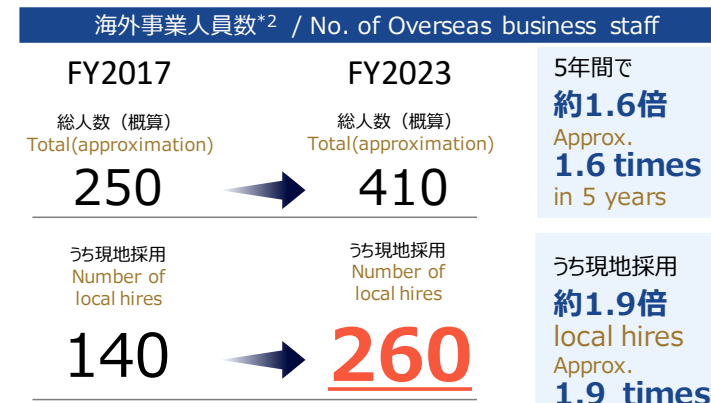 海外事業人員数*2 / No. of Overseas business staff
FY2017
FY2023
総人数（概算）
Total(approximation)
総人数（概算）
Total(approximation)
250
410
5年間で
約1.6倍
Approx.
1.6 times
in 5 years
うち現地採用
Number of
local hires
うち現地採用
Number of
local hires
140
260
うち現地採用
約1.9倍
local hires
Approx.
1.9 times